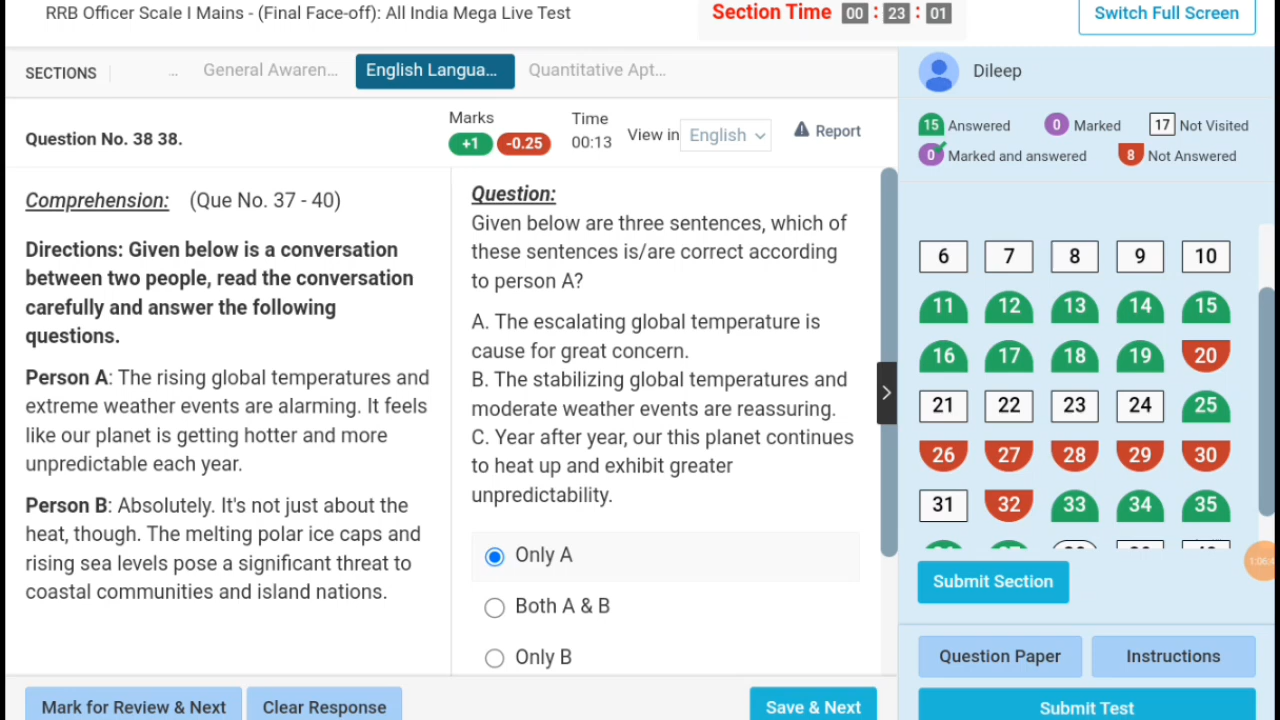 RRB Officer Scale I Mains - (Final Face-off): All India Mega Live Test
Section Time 00 : 23 : 01
Switch Full Screen
SECTIONS
...
General Awaren...
English Langua...
Quantitative Apt...
Dileep
Question No. 38 38.
Marks
+1 -0.25
Time
00:13
View in English
Report
15 Answered
0 Marked
17 Not Visited
0 Marked and answered
8 Not Answered
Comprehension: (Que No. 37 - 40)
Directions: Given below is a conversation
between two people, read the conversation
carefully and answer the following
questions.
Person A: The rising global temperatures and
extreme weather events are alarming. It feels
like our planet is getting hotter and more
unpredictable each year.
Person B: Absolutely. It's not just about the
heat, though. The melting polar ice caps and
rising sea levels pose a significant threat to
coastal communities and island nations.
Question:
Given below are three sentences, which of
these sentences is/are correct according
to person A?
A. The escalating global temperature is
cause for great concern.
B. The stabilizing global temperatures and
moderate weather events are reassuring.
C. Year after year, our this planet continues
to heat up and exhibit greater
unpredictability.
Only A
Both A & B
Only B
6 7 8 9 10
11 12 13 14 15
16 17 18 19 20
21 22 23 24 25
26 27 28 29 30
31 32 33 34 35
Submit Section
Question Paper
Instructions
Mark for Review & Next
Clear Response
Save & Next
Submit Test